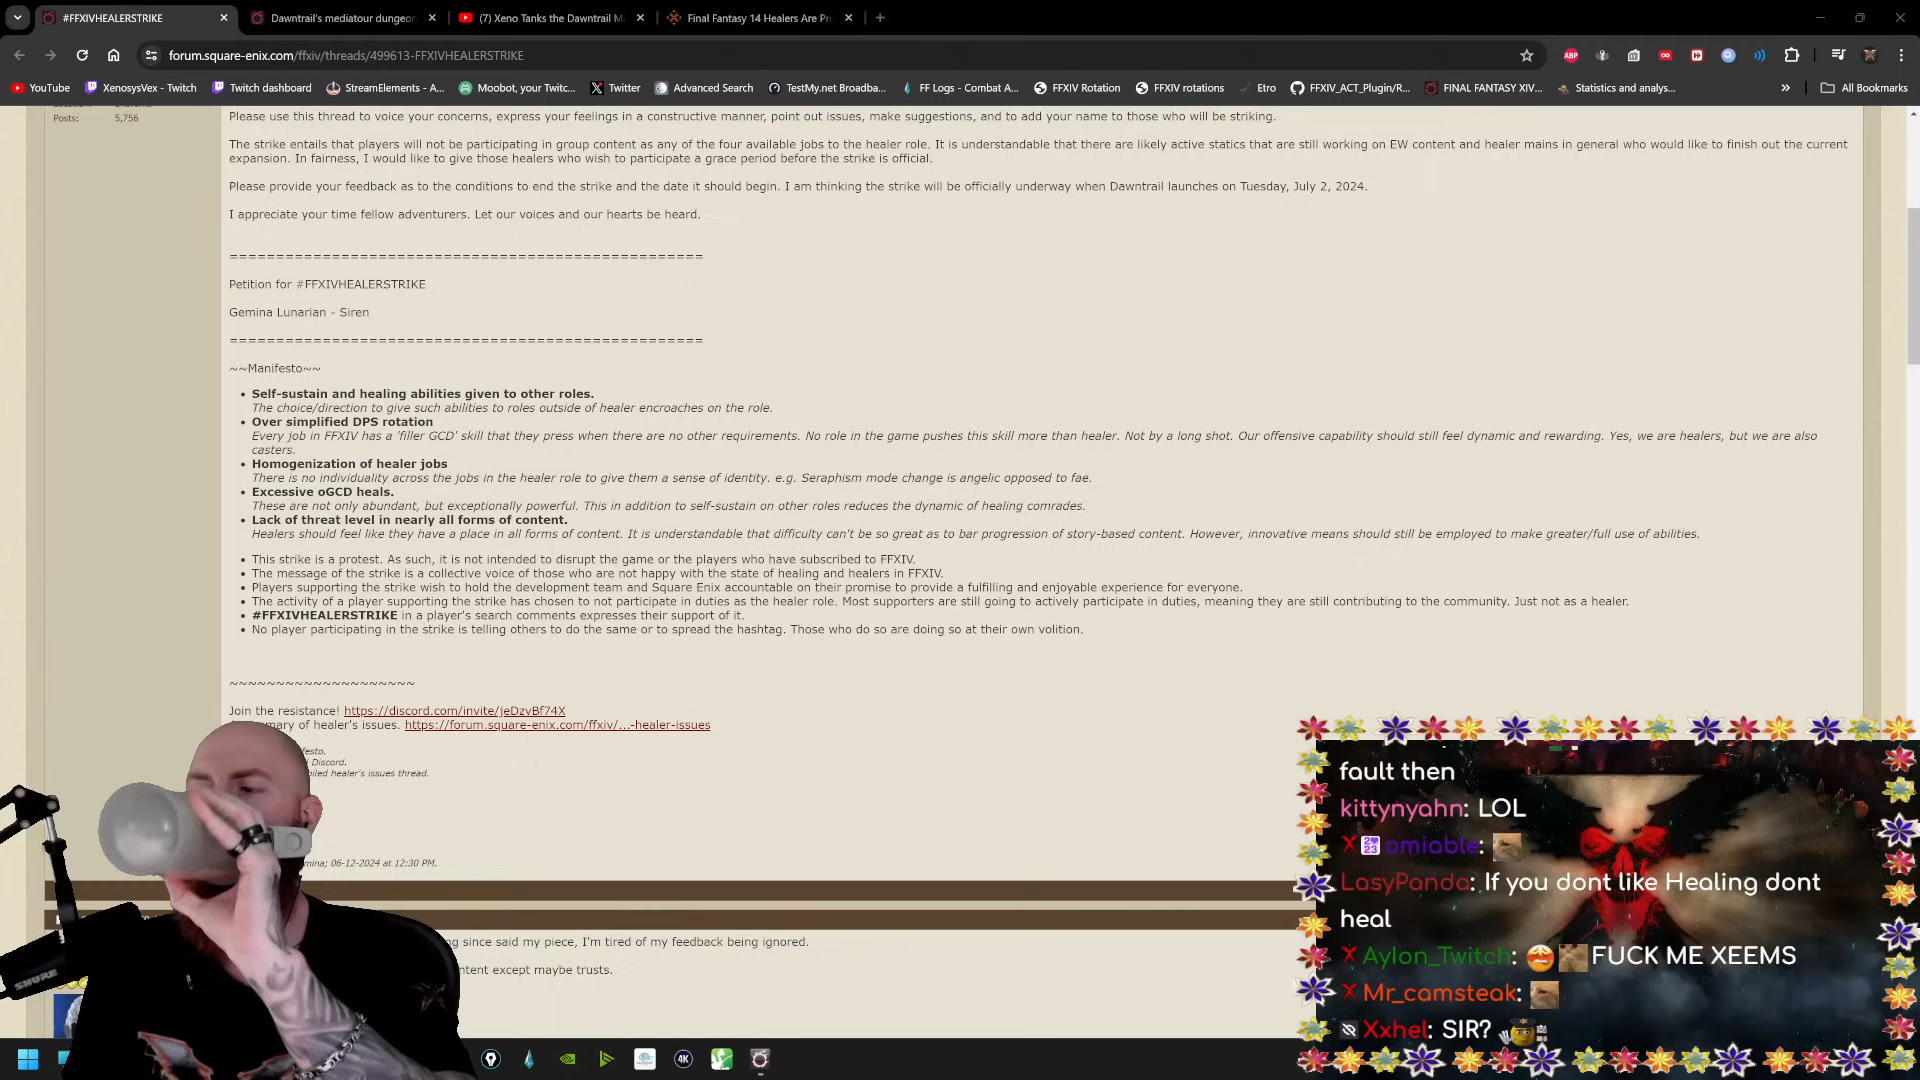 #FFXIVHEALERSTRIKE
Dawntrail's mediatour dungeon
(7) Xeno Tanks the Dawntrail M
Final Fantasy 14 Healers Are Pr
forum.square-enix.com/ffxiv/threads/499613-FFXIVHEALERSTRIKE
YouTube
XenosysVex - Twitch
Twitch dashboard
StreamElements - A...
Moobot, your Twitc...
Twitter
Advanced Search
TestMy.net Broadba...
FF Logs - Combat A...
FFXIV Rotation
FFXIV rotations
Etro
FFXIV_ACT_Plugin/R...
FINAL FANTASY XIV...
Statistics and analys...
All Bookmarks
Posts: 5,756
Please use this thread to voice your concerns, express your feelings in a constructive manner, point out issues, make suggestions, and to add your name to those who will be striking.
The strike entails that players will not be participating in group content as any of the four available jobs to the healer role. It is understandable that there are likely active statics that are still working on EW content and healer mains in general who would like to finish out the current
expansion. In fairness, I would like to give those healers who wish to participate a grace period before the strike is official.
Please provide your feedback as to the conditions to end the strike and the date it should begin. I am thinking the strike will be officially underway when Dawntrail launches on Tuesday, July 2, 2024.
I appreciate your time fellow adventurers. Let our voices and our hearts be heard.
==================================================
Petition for #FFXIVHEALERSTRIKE
Gemina Lunarian - Siren
==================================================
~~Manifesto~~
• Self-sustain and healing abilities given to other roles.
The choice/direction to give such abilities to roles outside of healer encroaches on the role.
• Over simplified DPS rotation
Every job in FFXIV has a 'filler GCD' skill that they press when there are no other requirements. No role in the game pushes this skill more than healer. Not by a long shot. Our offensive capability should still feel dynamic and rewarding. Yes, we are healers, but we are also
casters.
• Homogenization of healer jobs
There is no individuality across the jobs in the healer role to give them a sense of identity. e.g. Seraphism mode change is angelic opposed to fae.
• Excessive oGCD heals.
These are not only abundant, but exceptionally powerful. This in addition to self-sustain on other roles reduces the dynamic of healing comrades.
• Lack of threat level in nearly all forms of content.
Healers should feel like they have a place in all forms of content. It is understandable that difficulty can't be so great as to bar progression of story-based content. However, innovative means should still be employed to make greater/full use of abilities.
• This strike is a protest. As such, it is not intended to disrupt the game or the players who have subscribed to FFXIV.
• The message of the strike is a collective voice of those who are not happy with the state of healing and healers in FFXIV.
• Players supporting the strike wish to hold the development team and Square Enix accountable on their promise to provide a fulfilling and enjoyable experience for everyone.
• The activity of a player supporting the strike has chosen to not participate in duties as the healer role. Most supporters are still going to actively participate in duties, meaning they are still contributing to the community. Just not as a healer.
• #FFXIVHEALERSTRIKE in a player's search comments expresses their support of it.
• No player participating in the strike is telling others to do the same or to spread the hashtag. Those who do so are doing so at their own volition.
~~~~~~~~~~~~~~~~~~~~
Join the resistance! https://discord.com/invite/jeDzvBf74X
of healer's issues. https://forum.square-enix.com/ffxiv/...-healer-issues
Discord.
healer's issues thread.
06-12-2024 at 12:30 PM.
since said my piece, I'm tired of my feedback being ignored.
except maybe trusts.
SHURE
fault then
kittynyahn: LOL
omiable:
LasyPanda: If you dont like Healing dont
heal
Aylon_Twitch: FUCK ME XEEMS
Mr_camsteak:
Xxhel: SIR?
4K